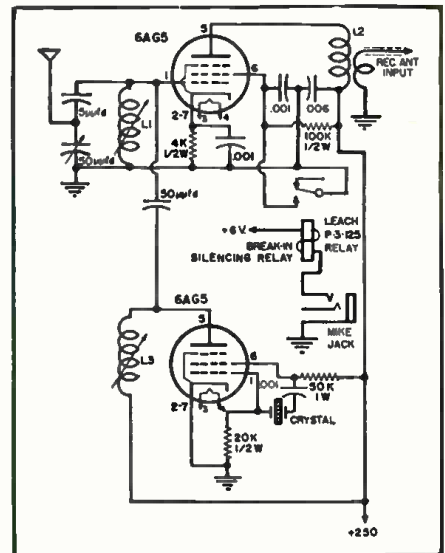 6AG5
5
L2
1
6
REC ANT
INPUT
5μμfd
L1
2-7
3
4
.001
.006
50μμfd
4K
1/2W
.001
100K
1/2W
50μμfd
+6V.
LEACH
P-3-125
RELAY
BREAK-IN
SILENCING RELAY
6AG5
5
MIKE
JACK
L3
6
1
2-7
3
.001
50K
1W
CRYSTAL
20K
1/2W
+250